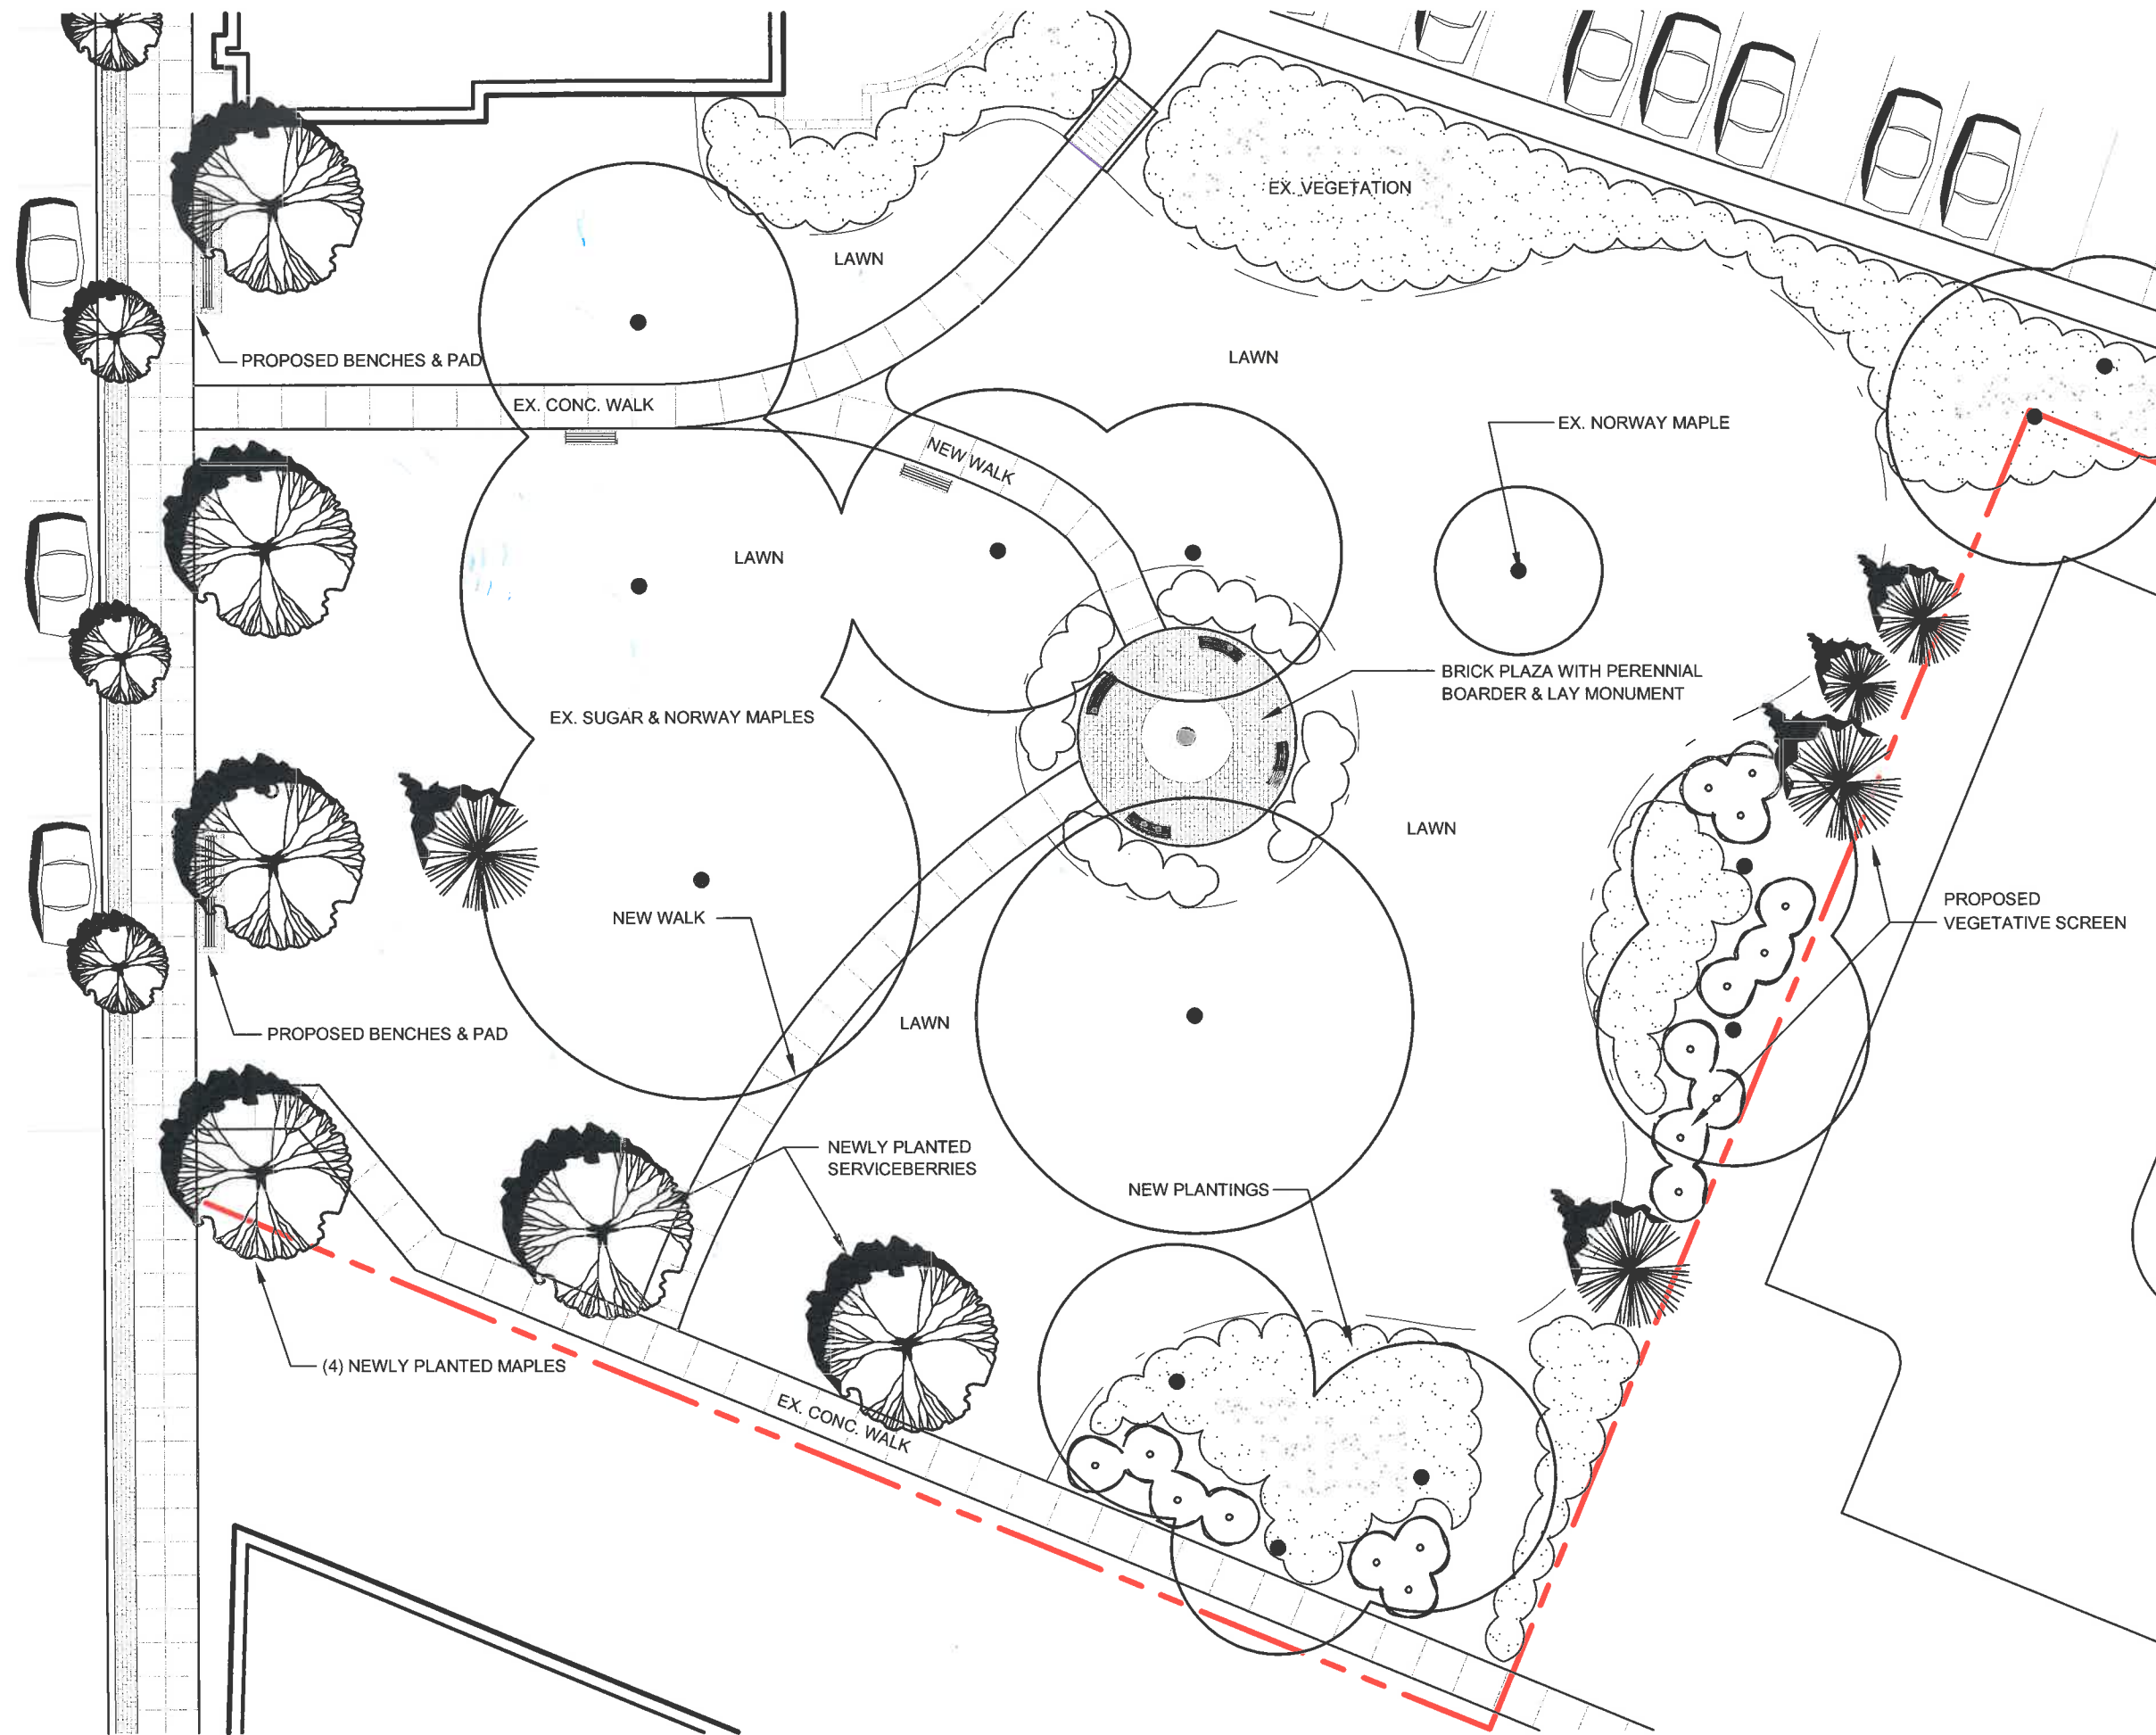 EX. VEGETATION
LAWN
PROPOSED BENCHES & PAD
LAWN
EX. CONC. WALK
EX. NORWAY MAPLE
NEW WALK
LAWN
BRICK PLAZA WITH PERENNIAL
BOARDER & LAY MONUMENT
EX. SUGAR & NORWAY MAPLES
LAWN
PROPOSED
VEGETATIVE SCREEN
NEW WALK
LAWN
PROPOSED BENCHES & PAD
NEWLY PLANTED
SERVICEBERRIES
NEW PLANTINGS
(4) NEWLY PLANTED MAPLES
EX. CONC. WALK